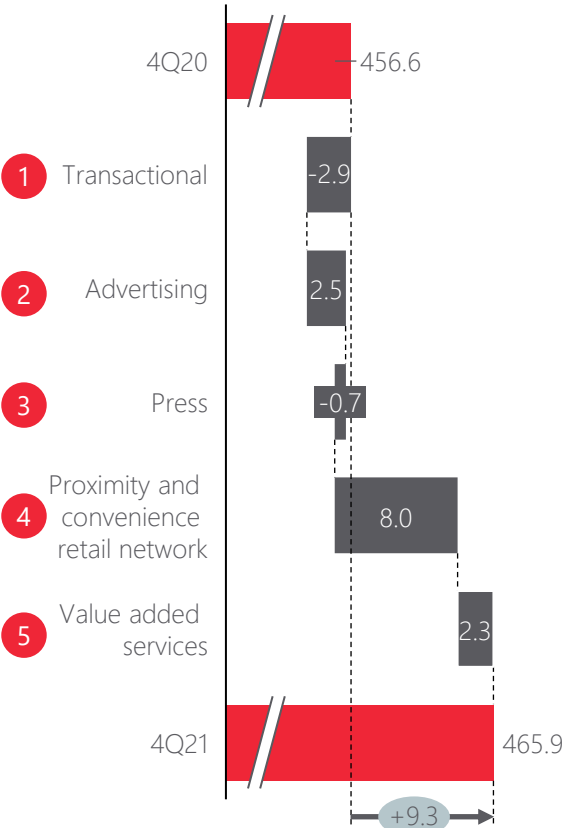 4Q20
456.6
1
Transactional
-2.9
2
Advertising
2.5
3
Press
-0.7
Proximity and
4
convenience
8.0
retail network
Value added
5
services
2.3
4Q21
465.9
+9.3